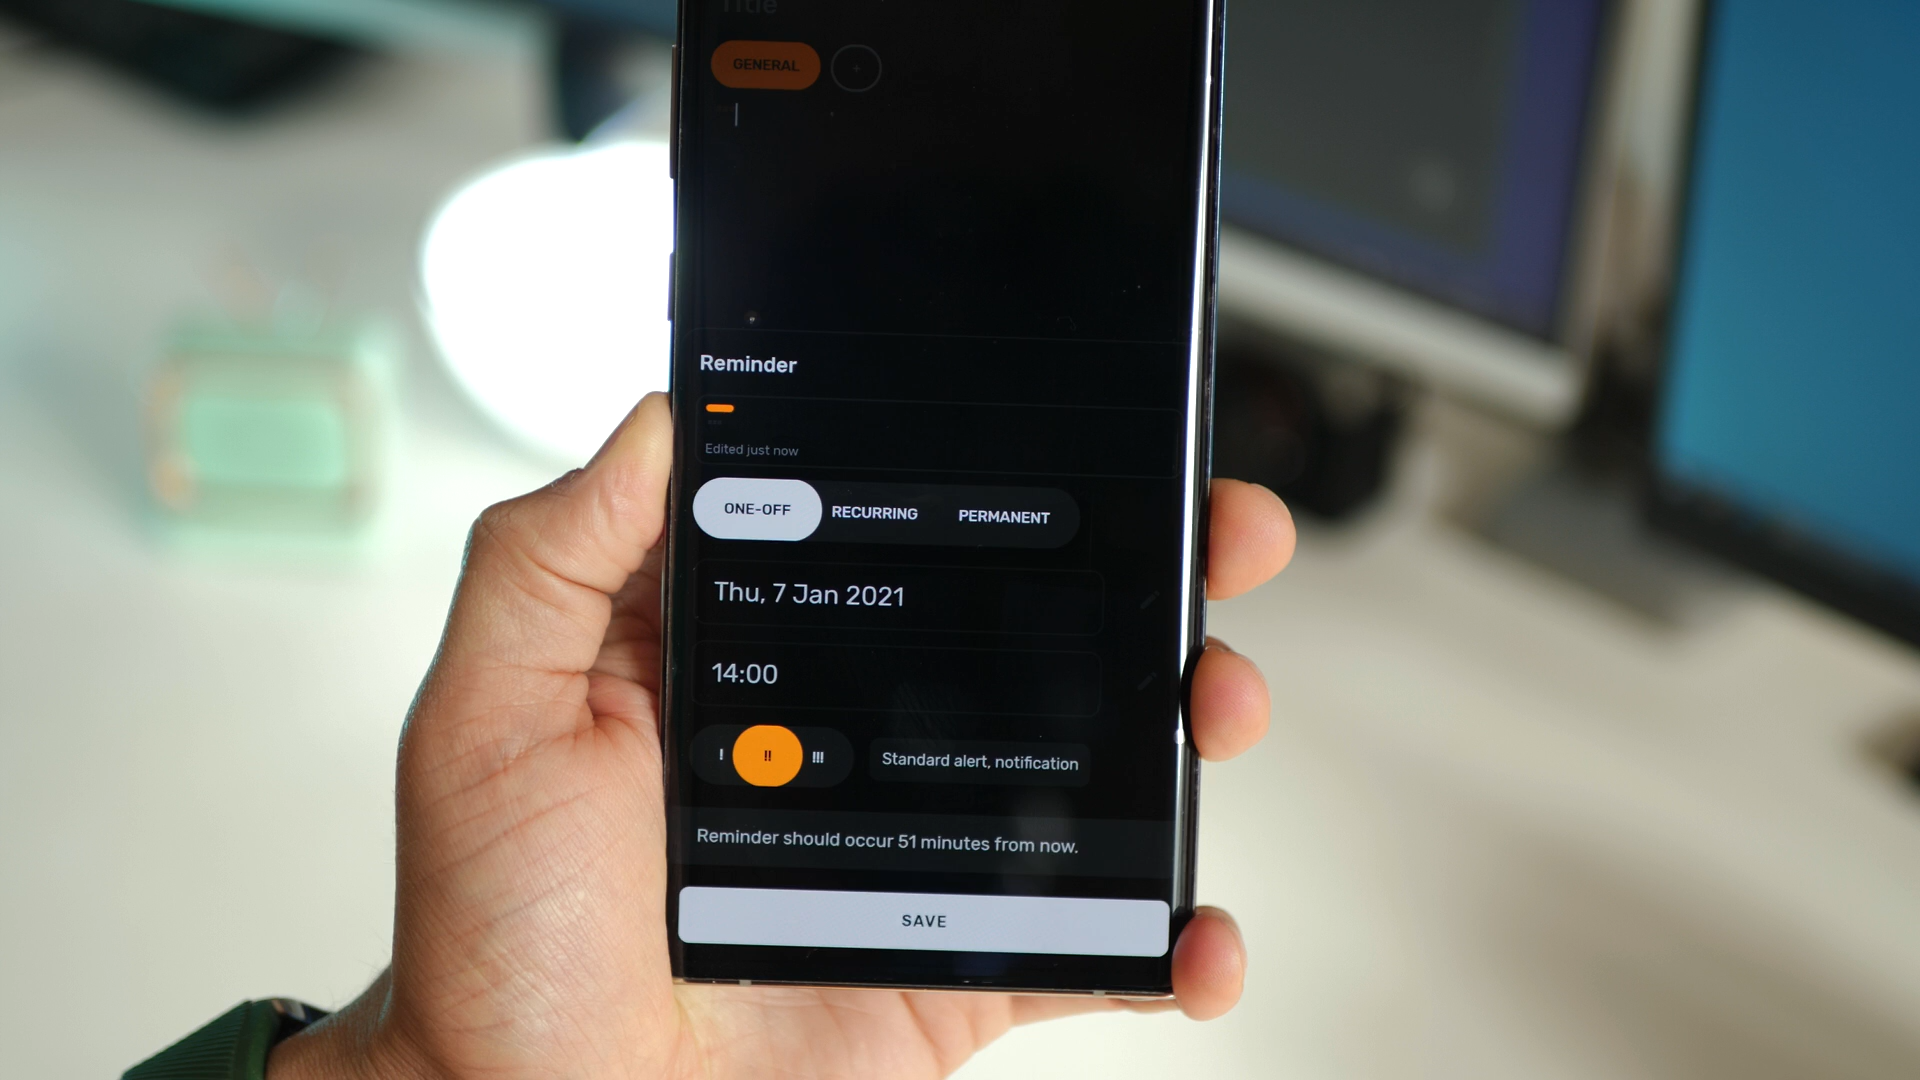 Title
GENERAL +
Reminder
Edited just now
ONE-OFF RECURRING PERMANENT
Thu, 7 Jan 2021
14:00
! !! !!! Standard alert, notification
Reminder should occur 51 minutes from now.
SAVE